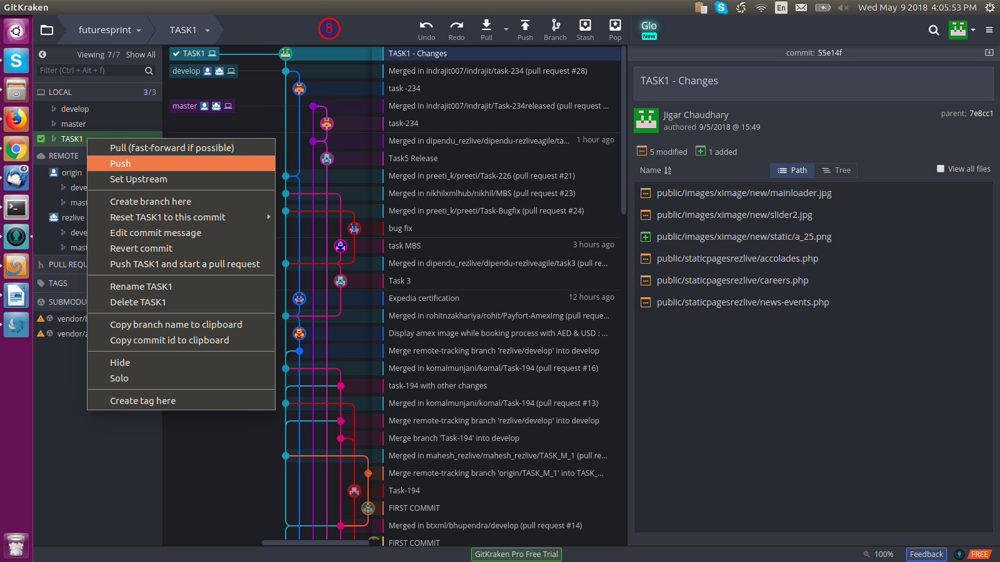 GitKraken
En
Wed May 9 2018 4:05:53 PM
futuresprint
TASK1
8
Undo
Redo
Pull
Push
Branch
Stash
Pop
Glo
New
Viewing 7/7 Show All
Filter (Ctrl + Alt + f)
LOCAL 3/3
develop
master
TASK1
REMOTE
origin
rezlive
PULL REQU
TAGS
SUBMODU
4
Pull (fast-forward if possible)
Push
Set Upstream
Create branch here
Reset TASK1 to this commit
Edit commit message
Revert commit
Push TASK1 and start a pull request
Rename TASK1
Delete TASK1
Copy branch name to clipboard
Copy commit id to clipboard
Hide
Solo
Create tag here
TASK1
develop
master
TASK1 - Changes
Merged in indrajit007/indrajit/task-234 (pull request #28)
task -234
Merged in indrajit007/indrajit/Task-234released (pull request ...
task-234
Merged in dipendu_rezlive/dipendu-rezliveagile/ta... 1 hour ago
Task5 Release
Merged in preeti_k/preeti/Task-226 (pull request #21)
Merged in nikhilxmlhub/nikhil/MBS (pull request #23)
Merged in preeti_k/preeti/Task-Bugfix (pull request #24)
bug fix
task MBS 3 hours ago
Merged in dipendu_rezlive/dipendu-rezliveagile/task3 (pull re...
Task 3
Expedia certification 12 hours ago
Merged in rohitnzakhariya/rohit/Payfort-AmexImg (pull reque...
Display amex image while booking process with AED & USD : ...
Merge remote-tracking branch 'rezlive/develop' into develop
Merged in komalmunjani/komal/Task-194 (pull request #16)
task-194 with other changes
Merged in komalmunjani/komal/Task-194 (pull request #13)
Merge remote-tracking branch 'rezlive/develop' into develop
Merge branch 'Task-194' into develop
Merged in mahesh_rezlive/mahesh_rezlive/TASK_M_1 (pull re...
Merge remote-tracking branch 'origin/TASK_M_1' into TASK_...
Task-194
FIRST COMMIT
Merged in btxml/bhupendra/develop (pull request #14)
FIRST COMMIT
commit: 55e14f
TASK1 - Changes
Jigar Chaudhary
authored 9/5/2018 @ 15:49
parent: 7e8cc1
5 modified 1 added
Name
Path
Tree
View all files
public/images/ximage/new/mainloader.jpg
public/images/ximage/new/slider2.jpg
public/images/ximage/new/static/a_25.png
public/staticpagesrezlive/accolades.php
public/staticpagesrezlive/careers.php
public/staticpagesrezlive/news-events.php
GitKraken Pro Free Trial
100%
Feedback
FREE